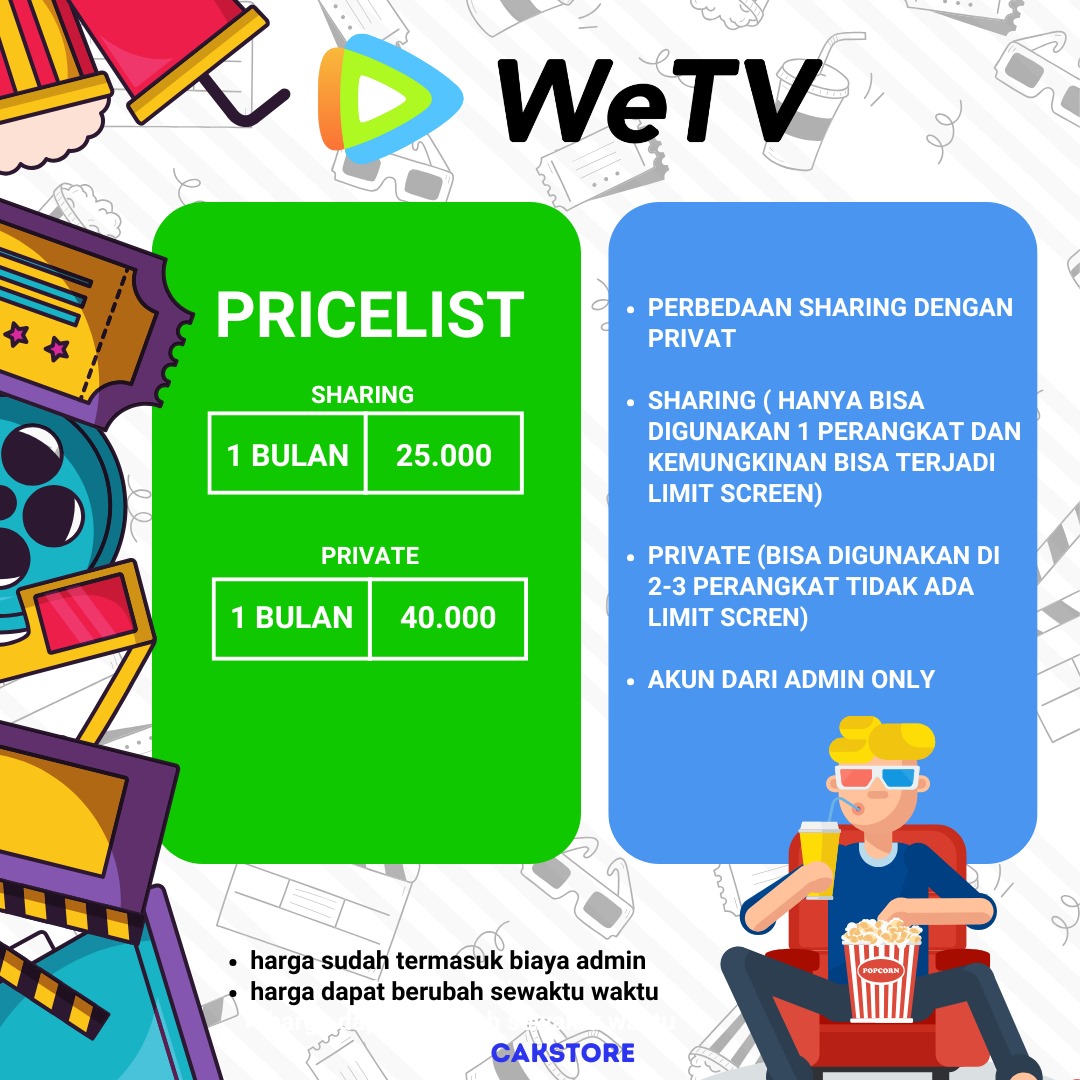 WeTV
PRICELIST
SHARING
1 BULAN 25.000
PRIVATE
1 BULAN 40.000
• PERBEDAAN SHARING DENGAN
PRIVAT
• SHARING ( HANYA BISA
DIGUNAKAN 1 PERANGKAT DAN
KEMUNGKINAN BISA TERJADI
LIMIT SCREEN)
• PRIVATE (BISA DIGUNAKAN DI
2-3 PERANGKAT TIDAK ADA
LIMIT SCREN)
• AKUN DARI ADMIN ONLY
POPCORN
• harga sudah termasuk biaya admin
• harga dapat berubah sewaktu waktu
CAKSTORE